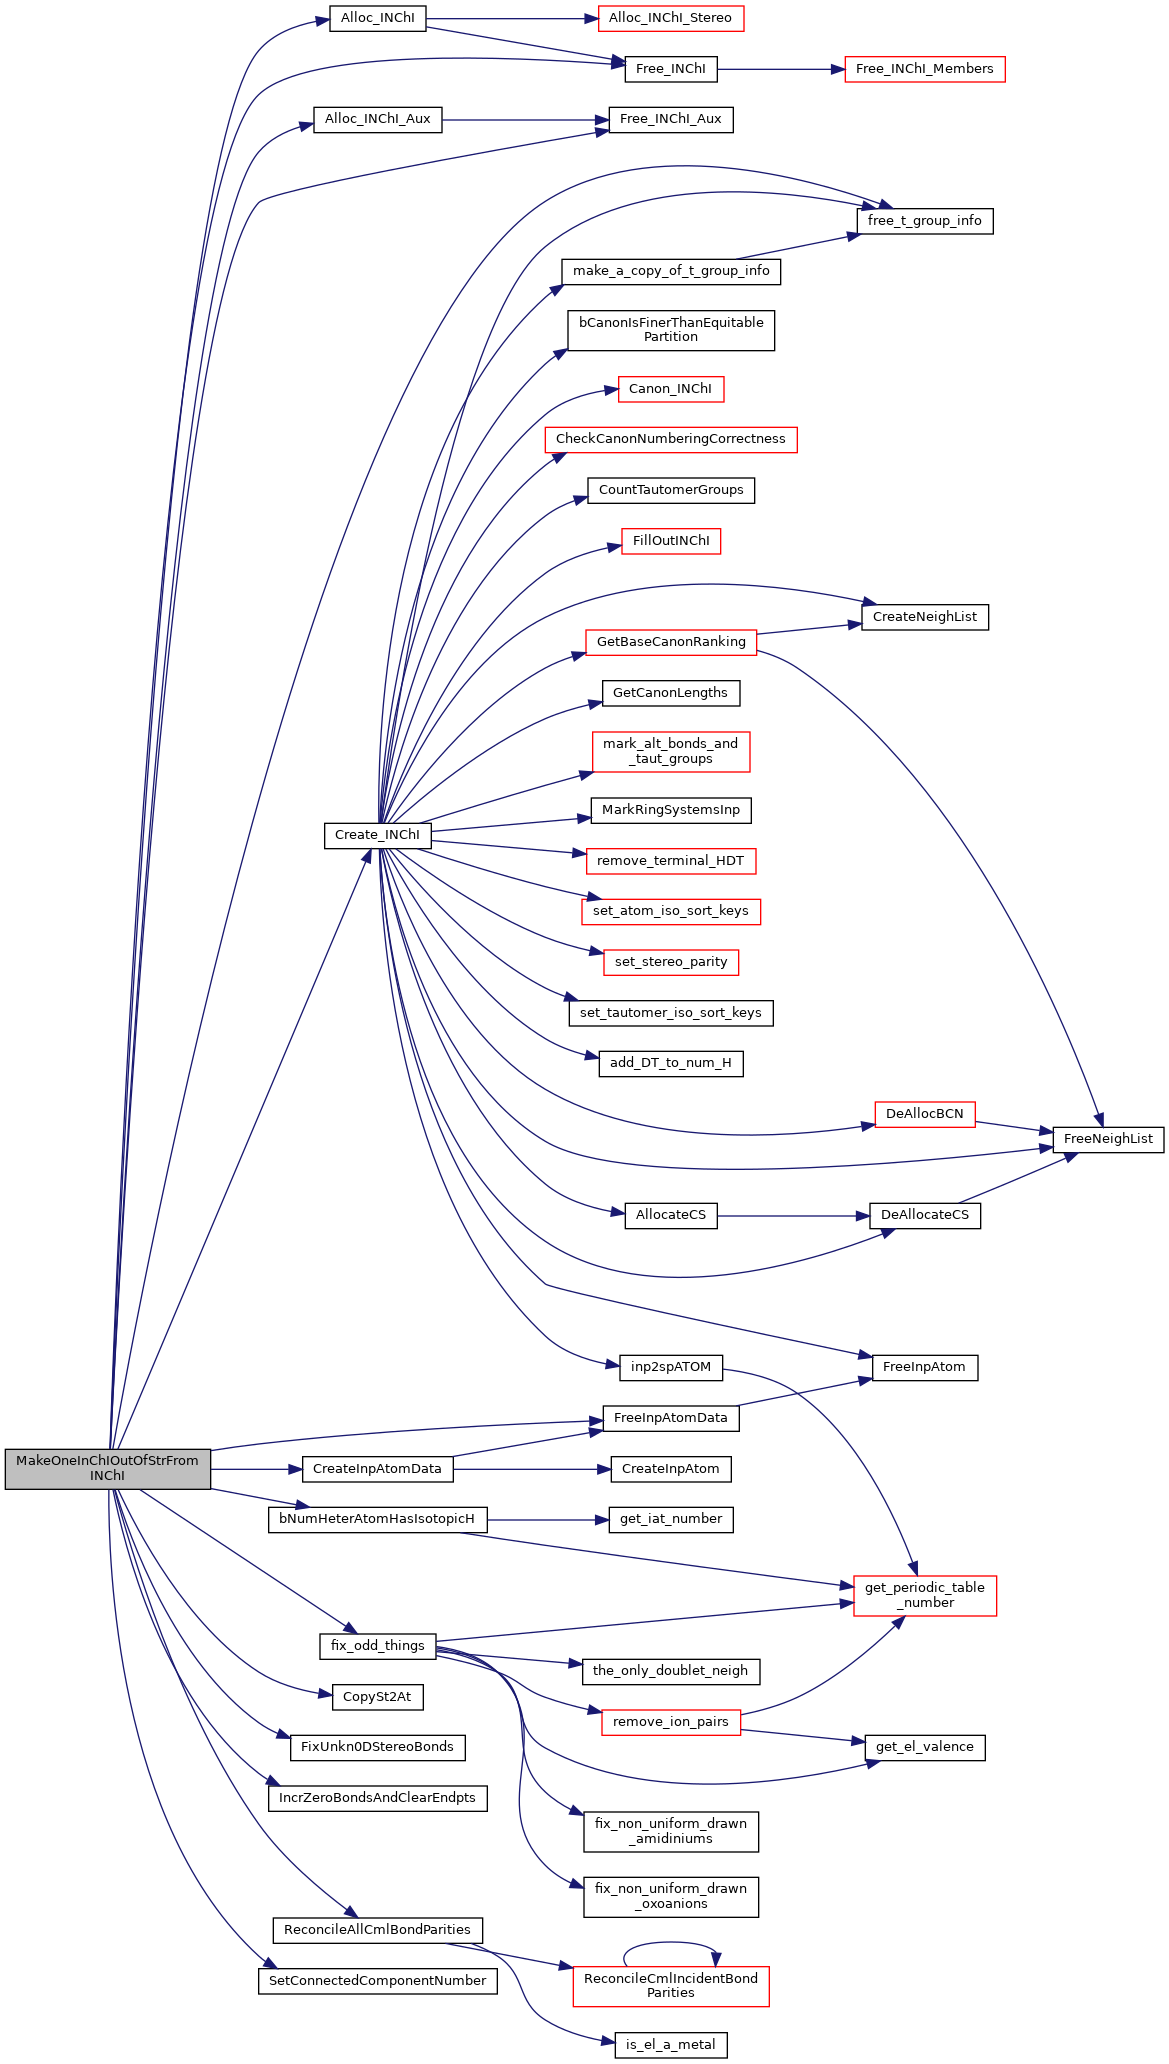 Alloc_INChI
Alloc_INChI_Stereo
Free_INChI
Free_INChI_Members
Alloc_INChI_Aux
Free_INChI_Aux
free_t_group_info
make_a_copy_of_t_group_info
bCanonIsFinerThanEquitable
Partition
Canon_INChI
CheckCanonNumberingCorrectness
CountTautomerGroups
FillOutINChI
CreateNeighList
GetBaseCanonRanking
GetCanonLengths
mark_alt_bonds_and
_taut_groups
MarkRingSystemsInp
Create_INChI
remove_terminal_HDT
set_atom_iso_sort_keys
set_stereo_parity
set_tautomer_iso_sort_keys
add_DT_to_num_H
DeAllocBCN
FreeNeighList
AllocateCS
DeAllocateCS
inp2spATOM
FreeInpAtom
FreeInpAtomData
MakeOneInChIOutOfStrFrom
INChI
CreateInpAtomData
CreateInpAtom
bNumHeterAtomHasIsotopicH
get_iat_number
get_periodic_table
_number
fix_odd_things
the_only_doublet_neigh
CopySt2At
remove_ion_pairs
FixUnkn0DStereoBonds
get_el_valence
IncrZeroBondsAndClearEndpts
fix_non_uniform_drawn
_amidiniums
fix_non_uniform_drawn
_oxoanions
ReconcileAllCmlBondParities
SetConnectedComponentNumber
ReconcileCmlIncidentBond
Parities
is_el_a_metal